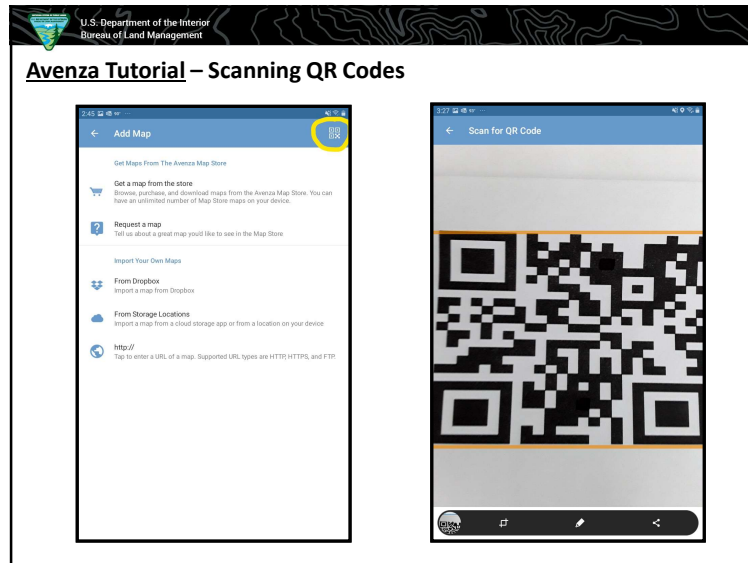 U.S. Department of the Interior
Bureau of Land Management
Avenza Tutorial – Scanning QR Codes
2:45
Add Map
Get Maps From The Avenza Map Store
Get a map from the store
Browse, purchase, and download maps from the Avenza Map Store. You can
have an unlimited number of Map Store maps on your device.
Request a map
Tell us about a great map you'd like to see in the Map Store
Import Your Own Maps
From Dropbox
Import a map from Dropbox
From Storage Locations
Import a map from a cloud storage app or from a location on your device
http://
Tap to enter a URL of a map. Supported URL types are HTTP, HTTPS, and FTP.
3:27
Scan for QR Code